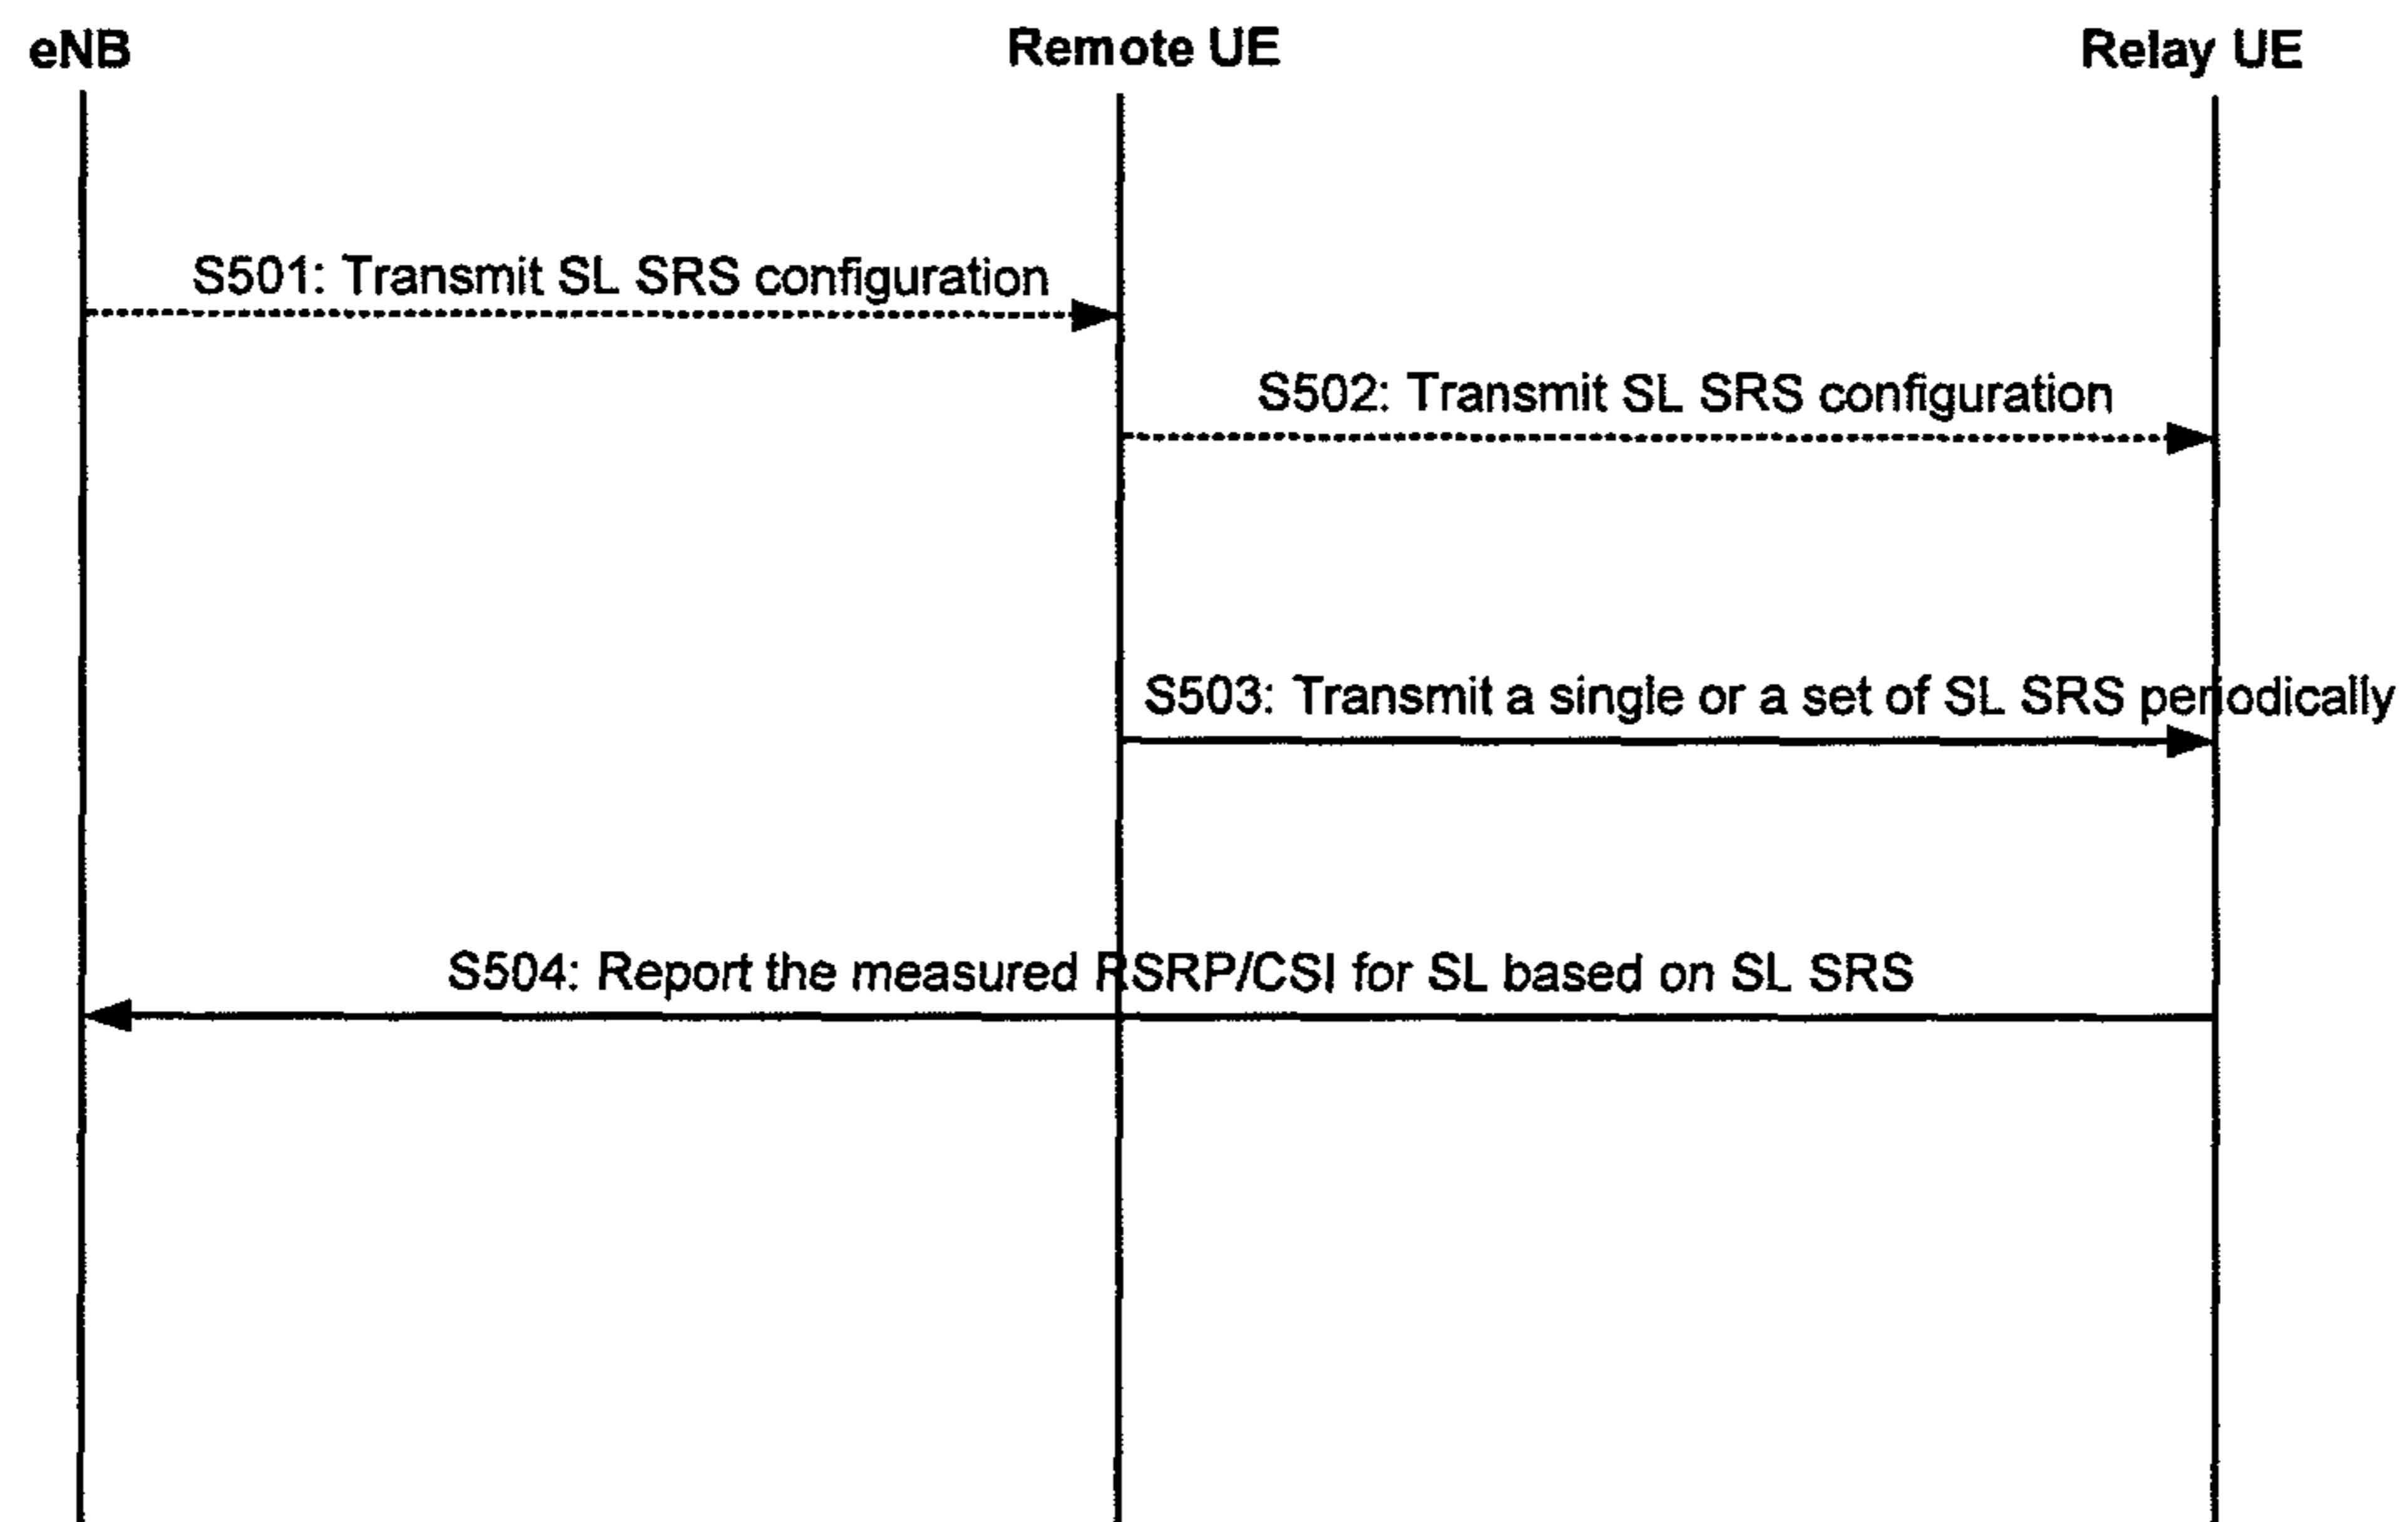 eNB
Remote UE
Relay UE
S501: Transmit SL SRS configuration
S502: Transmit SL SRS configuration
S503: Transmit a single or a set of SL SRS periodically
S504: Report the measured RSRP/CSI for SL based on SL SRS